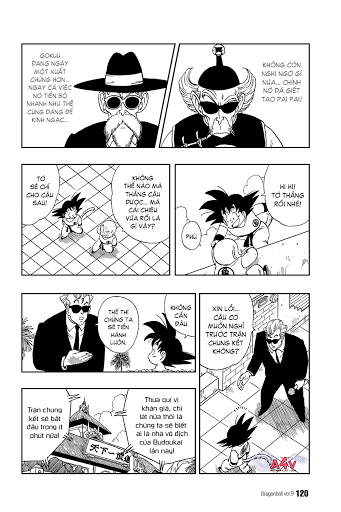 GOKUU
ĐANG NGÀY
MỘT XUẤT
CHÚNG HƠN...
NGAY CẢ VIỆC
NÓ TIẾN BỘ
NHANH NHƯ THẾ
CŨNG ĐÁNG ĐỂ
KINH NGẠC...
KHÔNG CÒN
NGHI NGỜ GÌ
NỮA... CHÍNH
NÓ ĐÃ GIẾT
TAO PAI PAI!
TỚ
SẼ CHỈ
CHO CẬU
SAU!
KHÔNG
THỂ NÀO MÀ
THẮNG CẬU
ĐƯỢC... MÀ
CÁI CHIÊU
VỪA RỒI LÀ
GÌ VẬY?
HI HI!
TỚ THẮNG
RỒI NHÉ!
PHÙ
THẾ THÌ
CHÚNG TA
SẼ TIẾN
HÀNH
LUÔN.
KHÔNG
CẦN
ĐÂU.
XIN LỖI...
CẬU CÓ
MUỐN NGHỈ
TRƯỚC TRẬN
CHUNG KẾT
KHÔNG?
Trận chung
kết sẽ bắt
đầu trong ít
phút nữa!
Thưa quí vị
khán giả, chỉ
lát nữa thôi là
chúng ta sẽ biết
ai là nhà vô địch
của Budoukai
lần này!
天下一武道
A4V
Dragonball vol.9 120